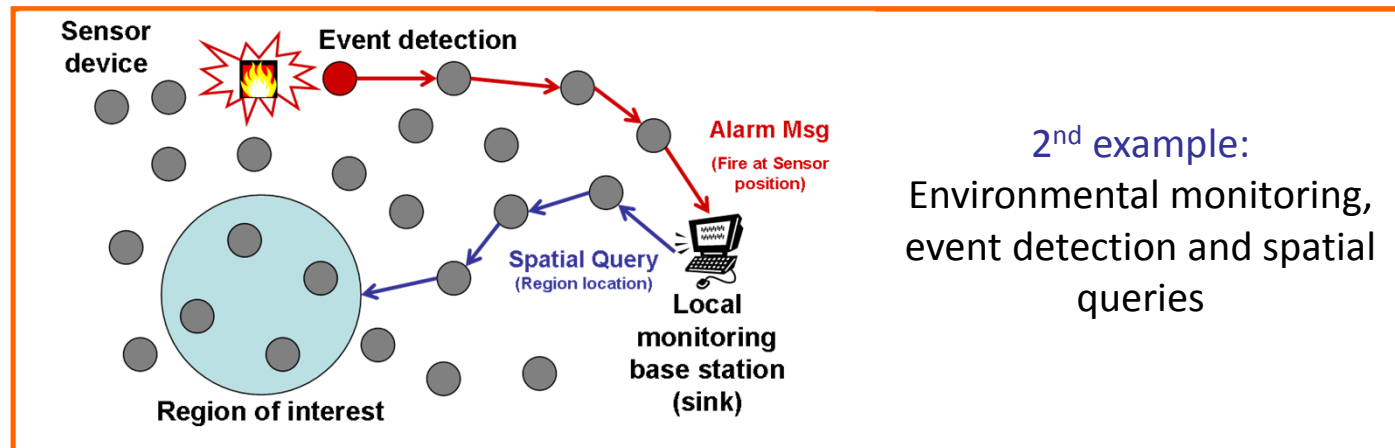 Sensor
device
Event detection
Alarm Msg
(Fire at Sensor
position)
Spatial Query
(Region location)
Local
monitoring
base station
(sink)
Region of interest
2nd example:
Environmental monitoring,
event detection and spatial
queries